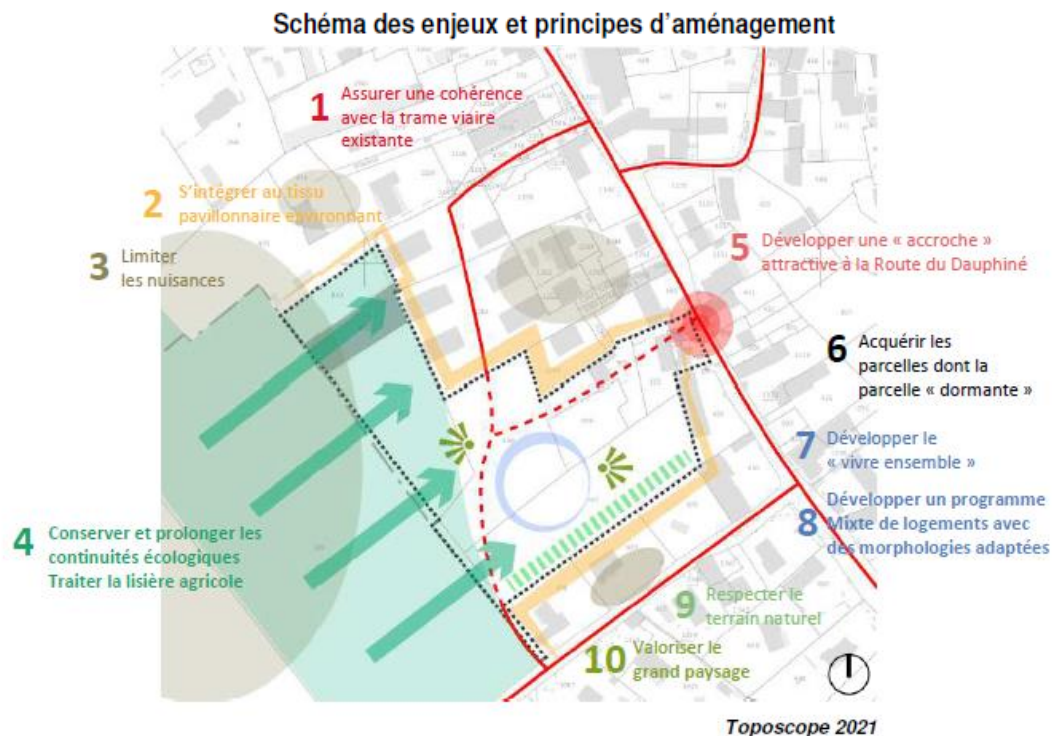 Schéma des enjeux et principes d'aménagement
1 Assurer une cohérence
avec la trame viaire
existante
2 S'intégrer au tissu
pavillonnaire environnant
3 Limiter
les nuisances
4 Conserver et prolonger les
continuités écologiques
Traiter la lisière agricole
5 Développer une « accroche »
attractive à la Route du Dauphiné
6 Acquérir les
parcelles dont la
parcelle « dormante »
7 Développer le
« vivre ensemble »
8 Développer un programme
Mixte de logements avec
des morphologies adaptées
9 Respecter le
terrain naturel
10 Valoriser le
grand paysage
Toposcope 2021